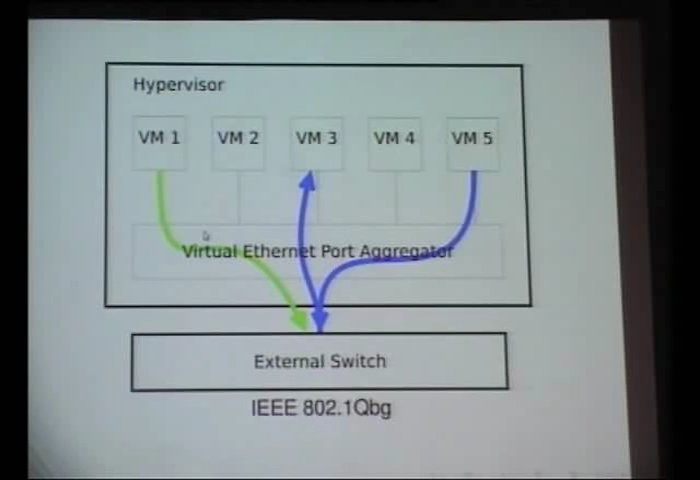 Hypervisor
VM 1 VM 2 VM 3 VM 4 VM 5
Virtual Ethernet Port Aggregator
External Switch
IEEE 802.1Qbg